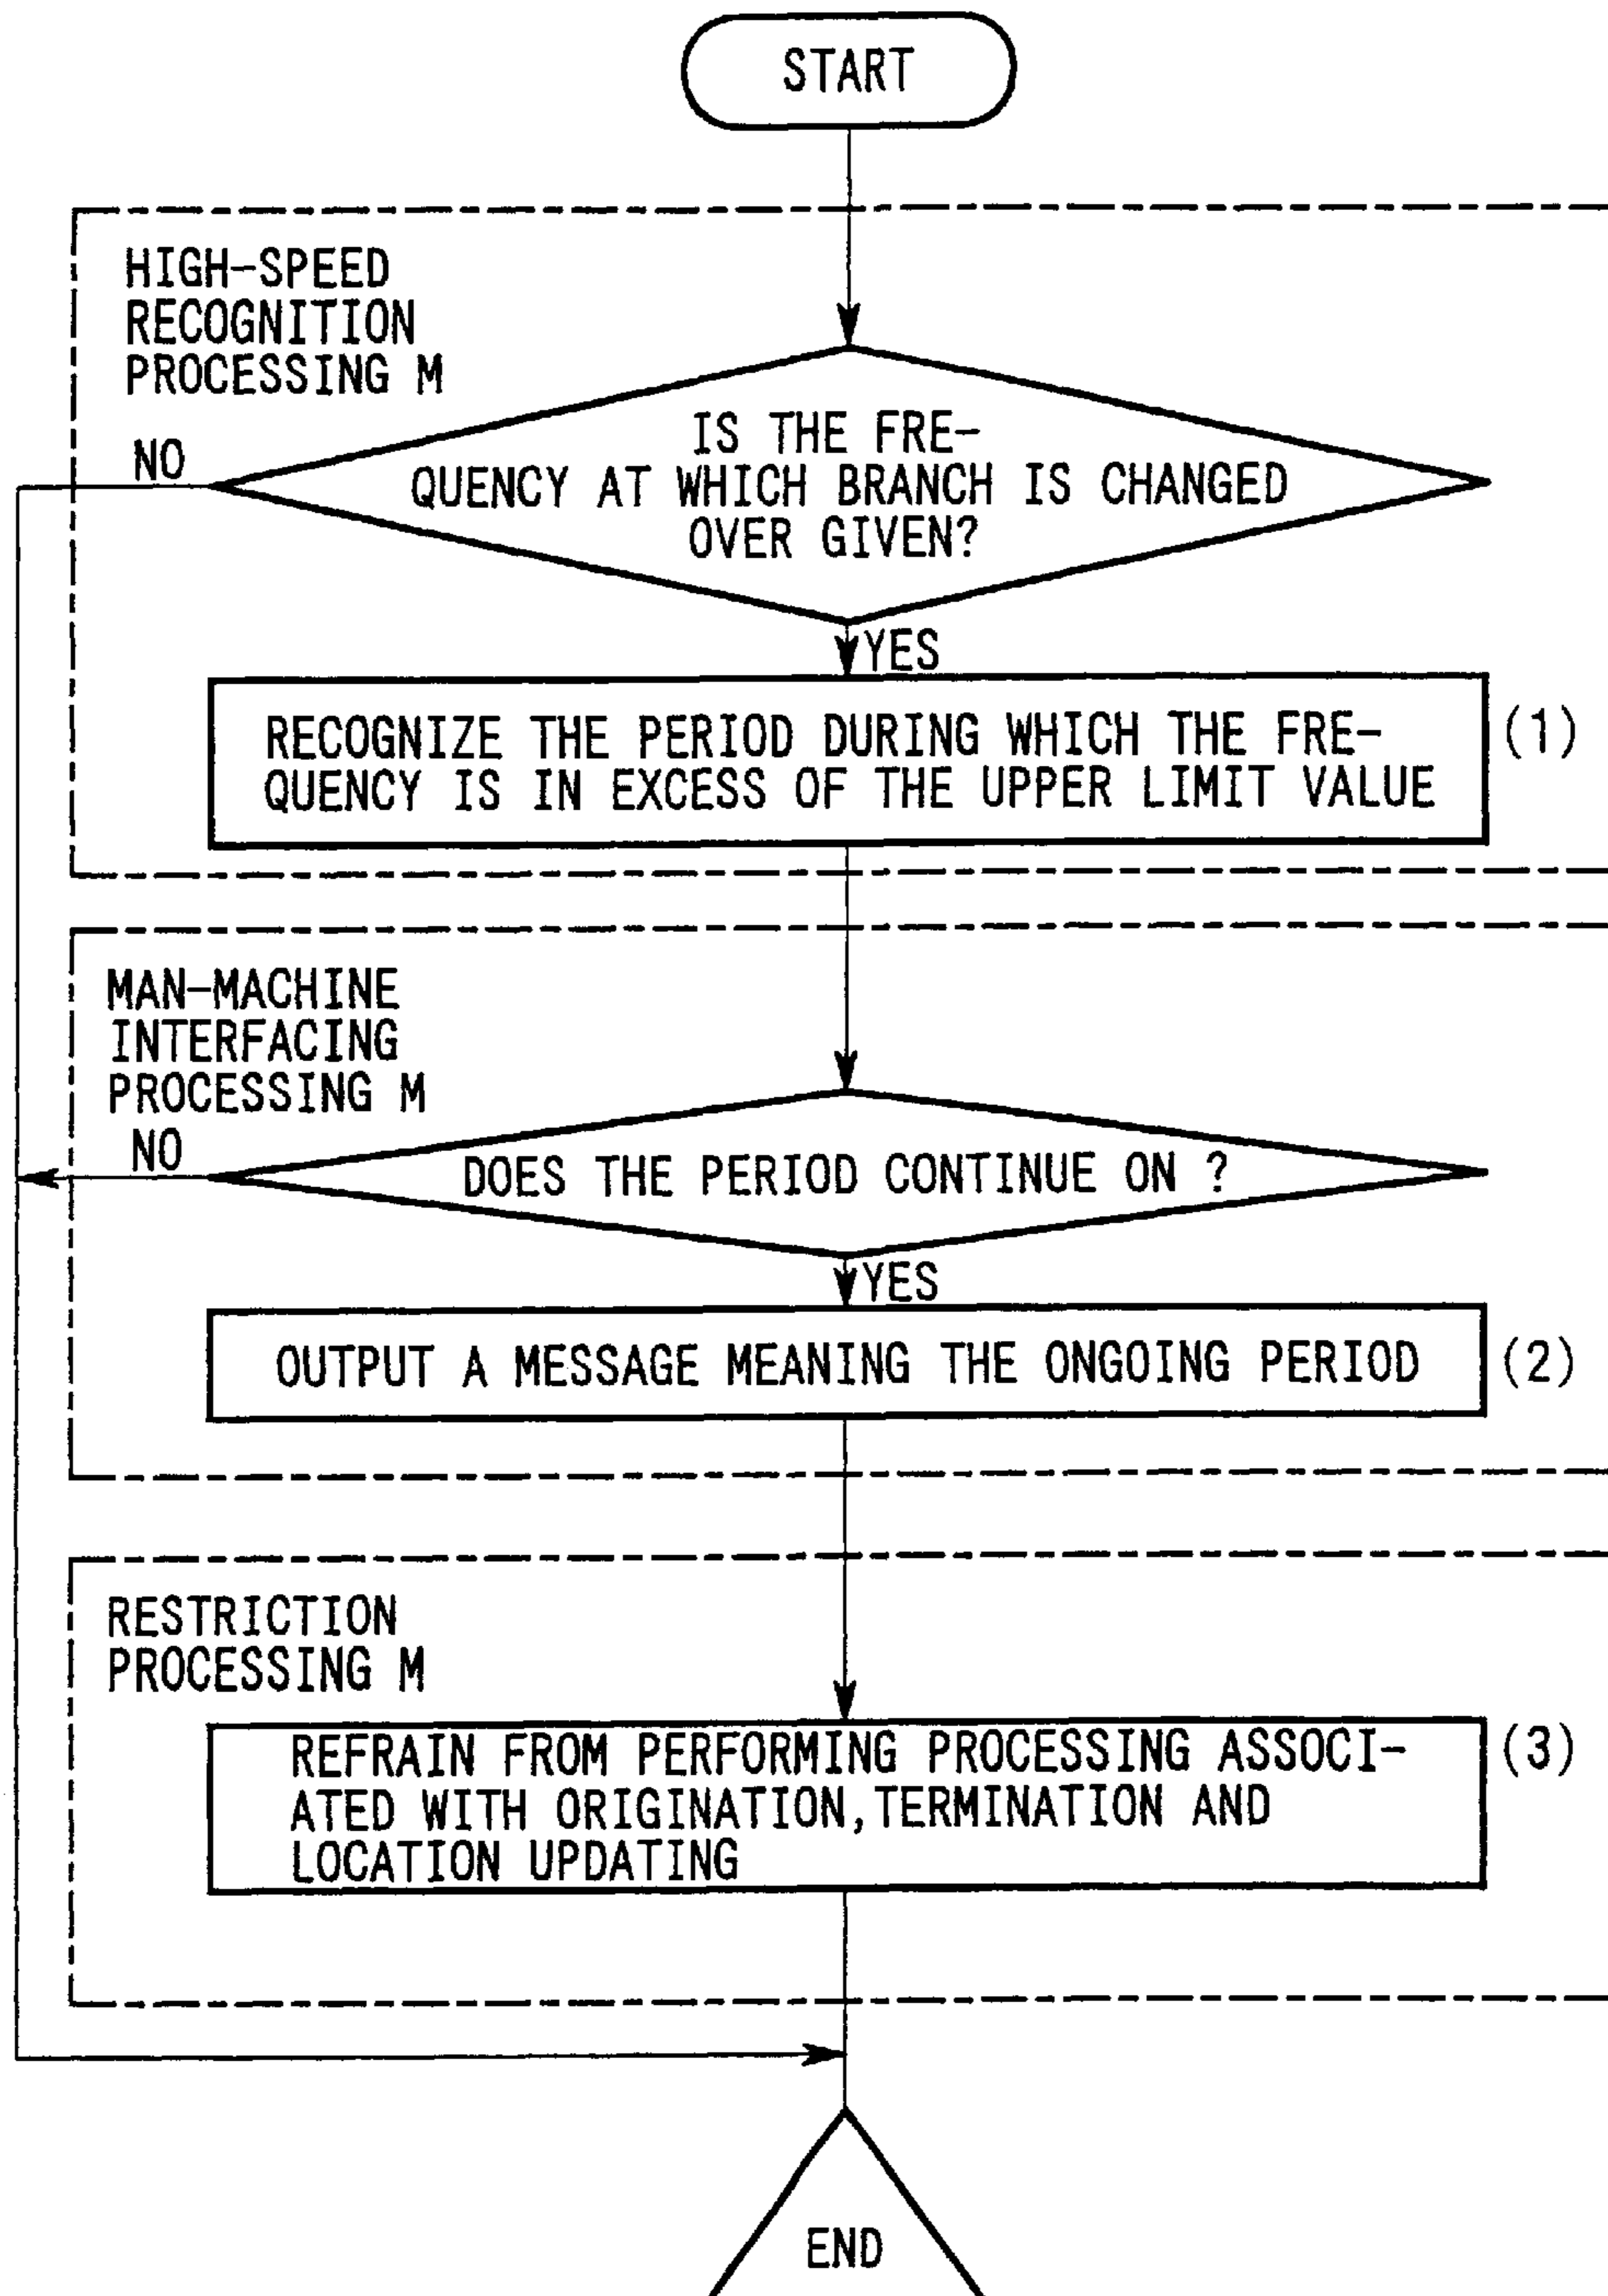 START
HIGH-SPEED
RECOGNITION
PROCESSING M
NO
IS THE FRE-
QUENCY AT WHICH BRANCH IS CHANGED
OVER GIVEN?
YES
RECOGNIZE THE PERIOD DURING WHICH THE FRE-
QUENCY IS IN EXCESS OF THE UPPER LIMIT VALUE
(1)
MAN-MACHINE
INTERFACING
PROCESSING M
NO
DOES THE PERIOD CONTINUE ON ?
YES
OUTPUT A MESSAGE MEANING THE ONGOING PERIOD
(2)
RESTRICTION
PROCESSING M
REFRAIN FROM PERFORMING PROCESSING ASSOCI-
ATED WITH ORIGINATION,TERMINATION AND
LOCATION UPDATING
(3)
END